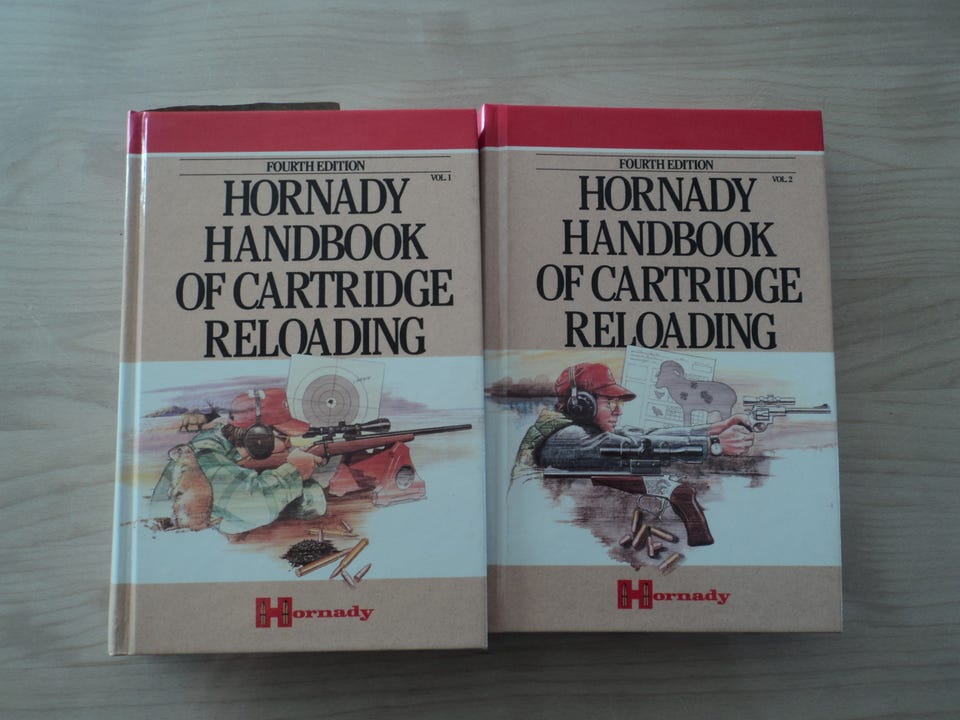 FOURTH EDITION
VOL. 1
HORNADY
HANDBOOK
OF CARTRIDGE
RELOADING
Hornady
FOURTH EDITION
VOL. 2
HORNADY
HANDBOOK
OF CARTRIDGE
RELOADING
Hornady